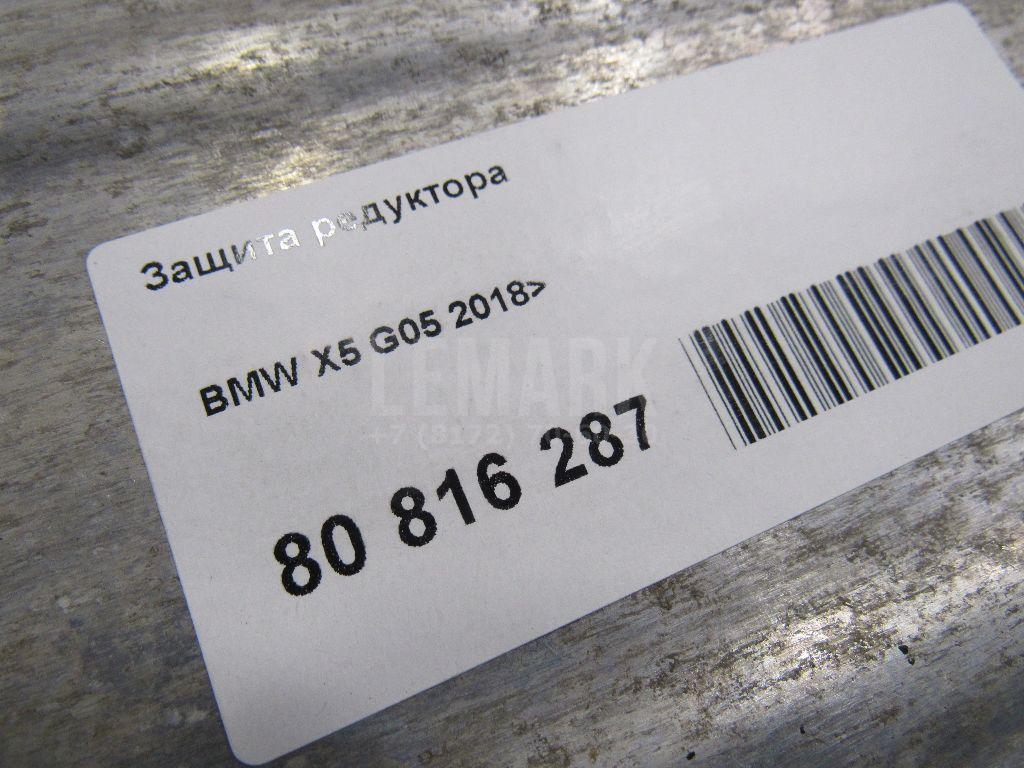 Защита редуктора
BMW X5 G05 2018>
LEMARK
80 816 287